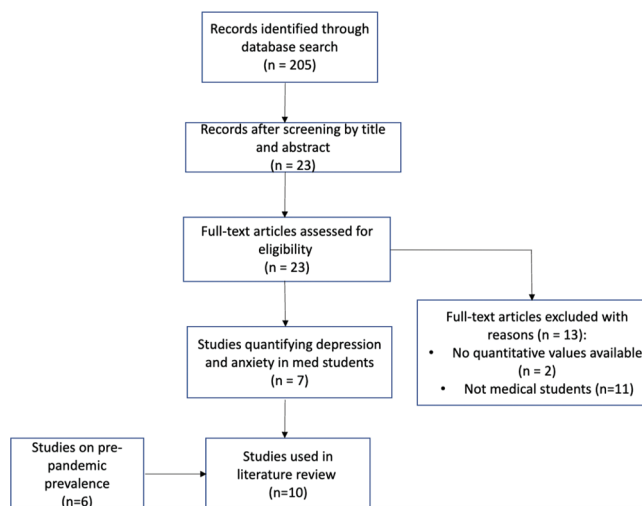 Records identified through
database search
(n = 205)
Records after screening by title
and abstract
(n = 23)
Full-text articles assessed for
eligibility
(n = 23)
Full-text articles excluded with
reasons (n = 13):
• No quantitative values available
(n = 2)
• Not medical students (n=11)
Studies quantifying depression
and anxiety in med students
(n = 7)
Studies on pre-
pandemic
prevalence
(n=6)
Studies used in
literature review
(n=10)